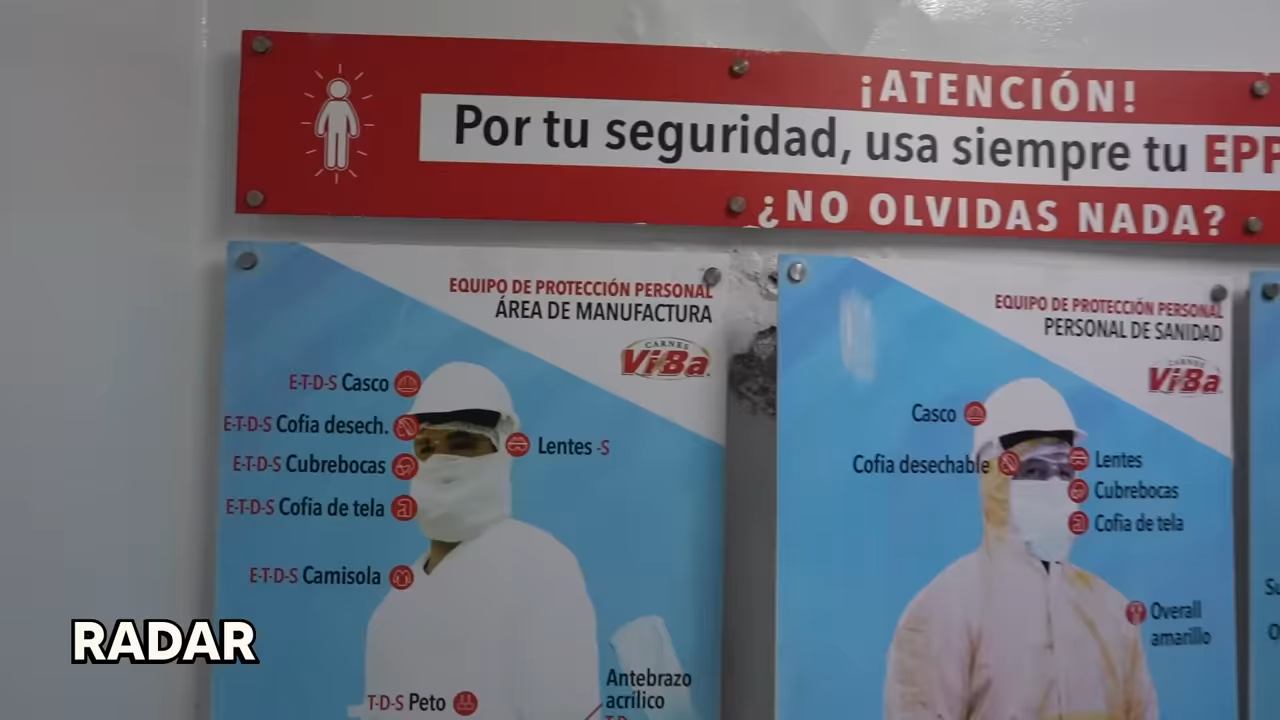 ¡ATENCIÓN!
Por tu seguridad, usa siempre tu EPP
¿NO OLVIDAS NADA?
EQUIPO DE PROTECCIÓN PERSONAL
ÁREA DE MANUFACTURA
CARNES
ViBa
E-T-D-S Casco
E-T-D-S Cofia desech.
Lentes -S
E-T-D-S Cubrebocas
E-T-D-S Cofia de tela
E-T-D-S Camisola
T-D-S Peto
Antebrazo
acrílico
EQUIPO DE PROTECCIÓN PERSONAL
PERSONAL DE SANIDAD
CARNES
ViBa
Casco
Cofia desechable
Lentes
Cubrebocas
Cofia de tela
Overall
amarillo
RADAR